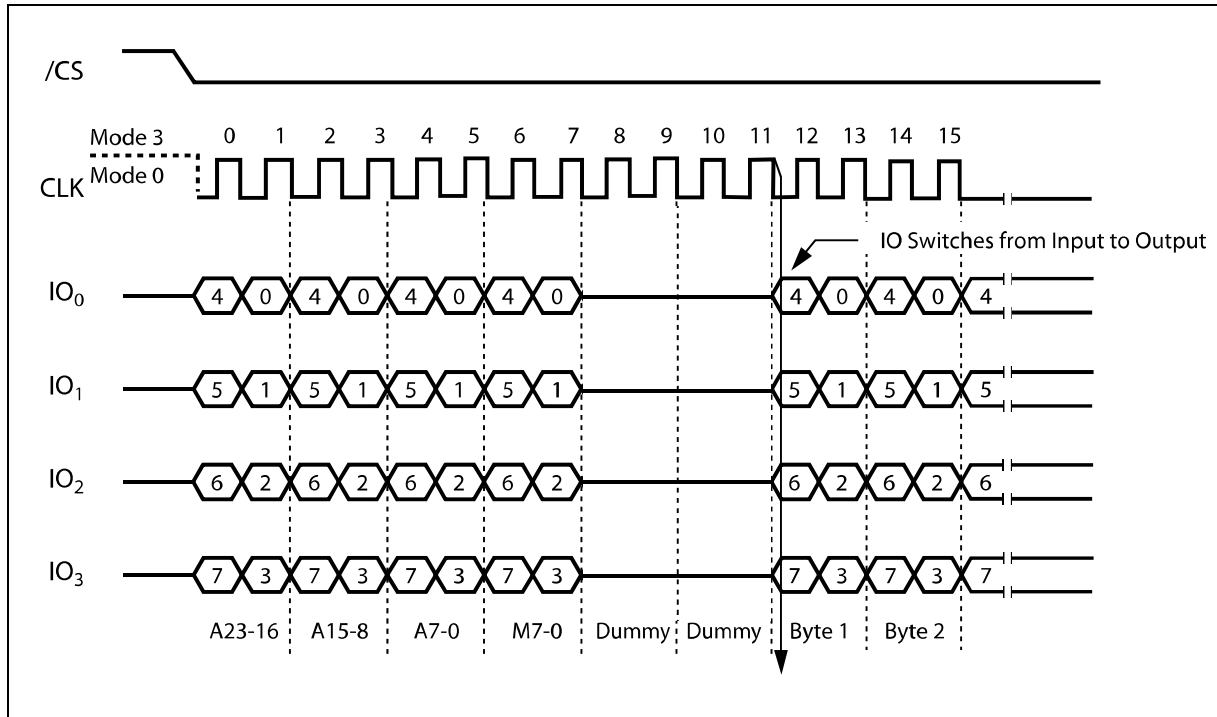 /CS
Mode 3
0 1 2 3 4 5 6 7 8 9 10 11 12 13 14 15
CLK
Mode 0
IO Switches from Input to Output
IO0 4 0 4 0 4 0 4 0 4 0 4 0 4
IO1 5 1 5 1 5 1 5 1 5 1 5 1 5
IO2 6 2 6 2 6 2 6 2 6 2 6 2 6
IO3 7 3 7 3 7 3 7 3 7 3 7 3 7
A23-16 A15-8 A7-0 M7-0 Dummy Dummy Byte 1 Byte 2